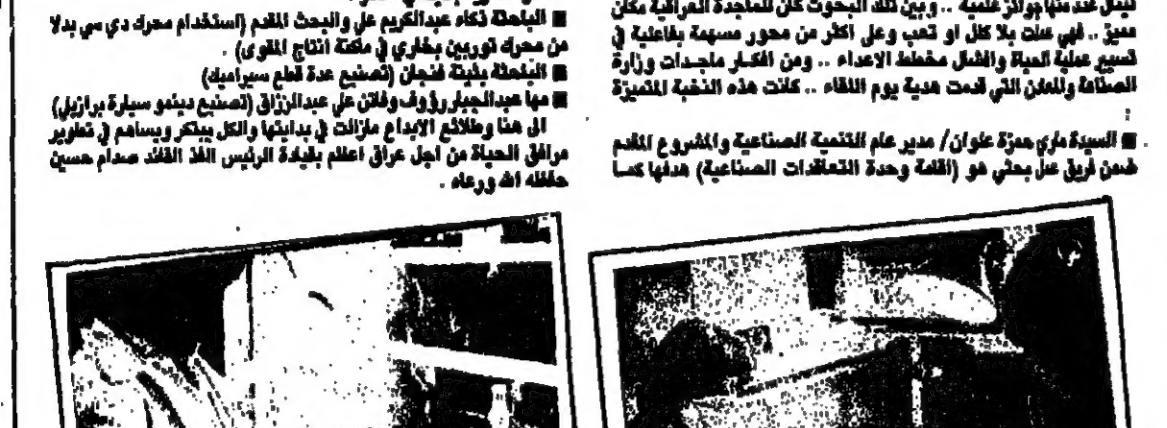 لينال عدد منها جوائز علمية .. وبين تلك البحوث كان للماجدة العراقية مكان
مميز .. فهي عملت بلا كلل او تعب وعلى اكثر من محور مسهمة بفاعلية في
تسيير عملية الحياة وافشال مخطط الاعداء .. ومن افكار ماجدات وزارة
الصناعة والمعادن التي قدمت هدية يوم اللقاء .. كانت هذه النخبة المتميزة
:
■ السيدة ماري حمزة علوان / مدير عام التنمية الصناعية والمشروع المقدم
ضمن فريق عمل بحثي هو (اقامة وحدة التعاقدات الصناعية) هدفها كما
■ الباحثة ذكاء عبدالكريم علي والبحث المقدم (استخدام محرك دي سي بدلا
من محرك توربين بخاري في ماكنة انتاج المقوى) .
■ الباحثة بثينة فنجان (تصنيع عدة قطع سيراميك)
■ مها عبدالجبار رؤوف وفاتن علي عبدالرزاق (تصنيع دينمو سيارة برازيلي)
الى هنا وطلائع الابداع مازالت في بدايتها والكل يبتكر ويساهم في تطوير
مرافق الحياة من اجل عراق اعظم بقيادة الرئيس الفذ القائد صدام حسين
حفظه الله ورعاه .